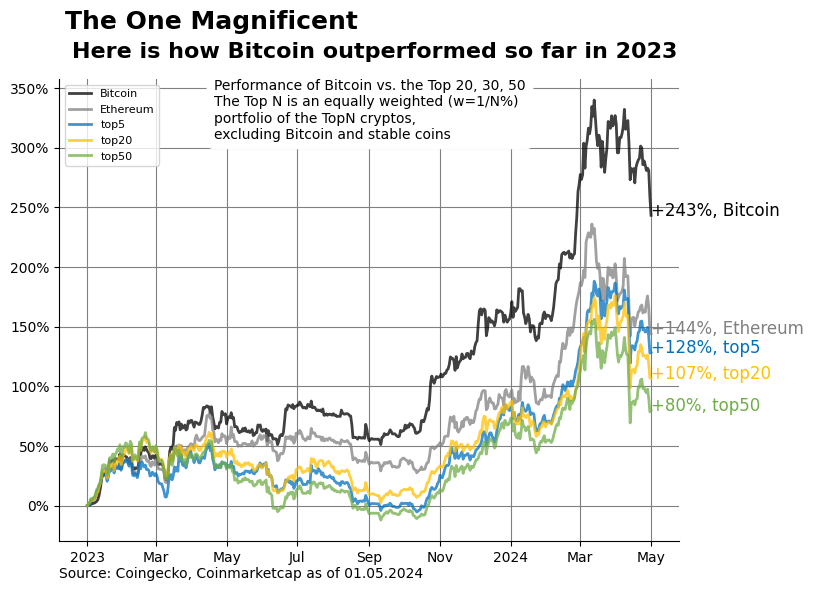 The One Magnificent
Here is how Bitcoin outperformed so far in 2023
Performance of Bitcoin vs. the Top 20, 30, 50
The Top N is an equally weighted (w=1/N%)
portfolio of the TopN cryptos,
excluding Bitcoin and stable coins
Bitcoin
Ethereum
top5
top20
top50
350%
300%
250%
200%
150%
100%
50%
0%
+243%, Bitcoin
+144%, Ethereum
+128%, top5
+107%, top20
+80%, top50
2023 Mar May Jul Sep Nov 2024 Mar May
Source: Coingecko, Coinmarketcap as of 01.05.2024